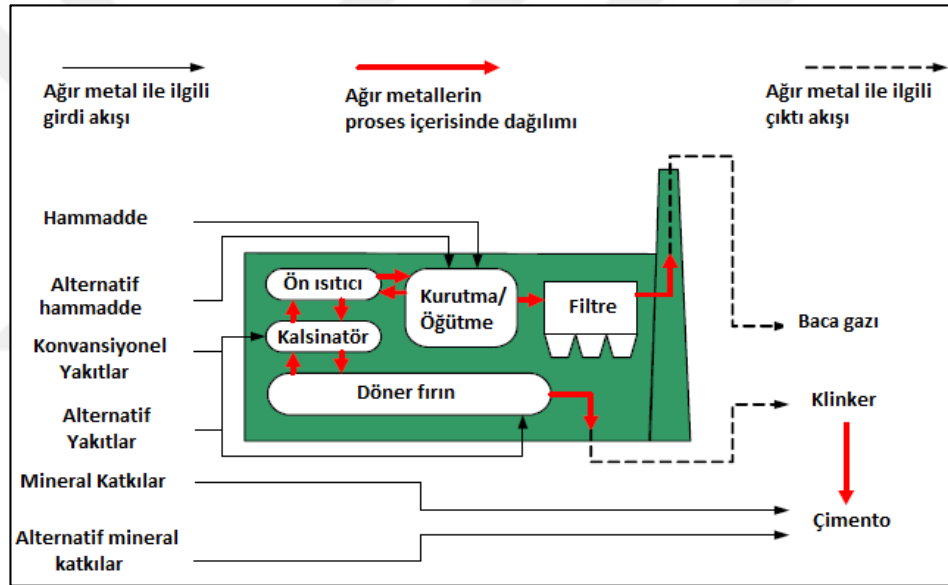 Ağır metal ile ilgili
girdi akışı
Ağır metallerin
proses içerisinde dağılımı
Ağır metal ile ilgili
çıktı akışı
Hammadde
Alternatif
hammadde
Konvansiyonel
Yakıtlar
Alternatif
Yakıtlar
Mineral Katkılar
Alternatif mineral
katkılar
Ön ısıtıcı
Kalsinatör
Kurutma/
Öğütme
Filtre
Döner fırın
Baca gazı
Klinker
Çimento